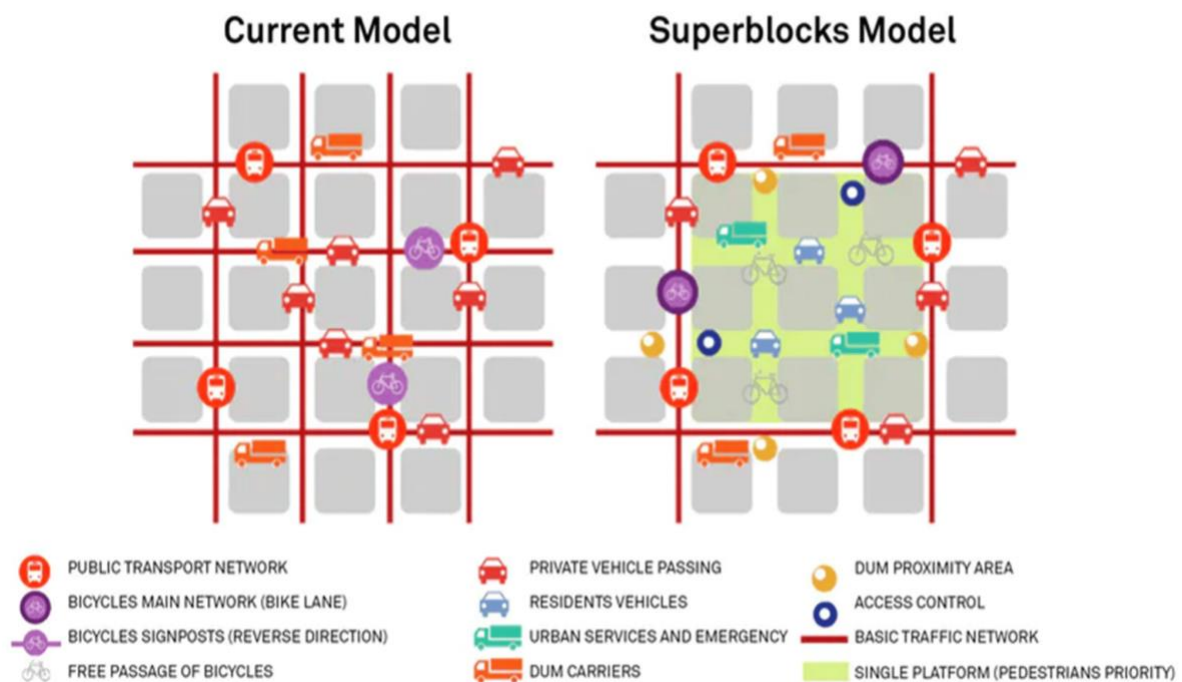 Current Model
Superblocks Model
PUBLIC TRANSPORT NETWORK
BICYCLES MAIN NETWORK (BIKE LANE)
BICYCLES SIGNPOSTS (REVERSE DIRECTION)
FREE PASSAGE OF BICYCLES
PRIVATE VEHICLE PASSING
RESIDENTS VEHICLES
URBAN SERVICES AND EMERGENCY
DUM CARRIERS
DUM PROXIMITY AREA
ACCESS CONTROL
BASIC TRAFFIC NETWORK
SINGLE PLATFORM (PEDESTRIANS PRIORITY)